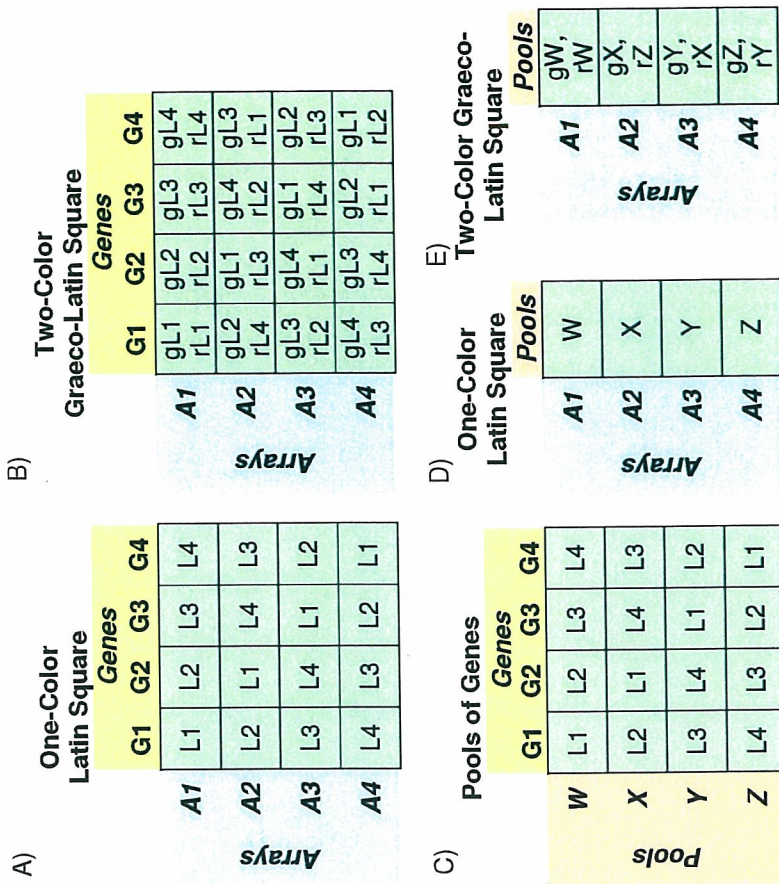 A)
One-Color
Latin Square
Genes
G1 G2 G3 G4
Arrays
A1 L1 L2 L3 L4
A2 L2 L1 L4 L3
A3 L3 L4 L1 L2
A4 L4 L3 L2 L1
B)
Two-Color
Graeco-Latin Square
Genes
G1 G2 G3 G4
Arrays
A1 gL1 gL2 gL3 gL4
rL1 rL2 rL3 rL4
A2 gL2 gL1 gL4 gL3
rL4 rL3 rL2 rL1
A3 gL3 gL4 gL1 gL2
rL2 rL1 rL4 rL3
A4 gL4 gL3 gL2 gL1
rL3 rL4 rL1 rL2
C)
Pools of Genes
Genes
G1 G2 G3 G4
Pools
W L1 L2 L3 L4
X L2 L1 L4 L3
Y L3 L4 L1 L2
Z L4 L3 L2 L1
D)
One-Color
Latin Square
Pools
Arrays
A1 W
A2 X
A3 Y
A4 Z
E)
Two-Color Graeco-
Latin Square
Pools
Arrays
A1 gW,
rW
A2 gX,
rZ
A3 gY,
rX
A4 gZ,
rY